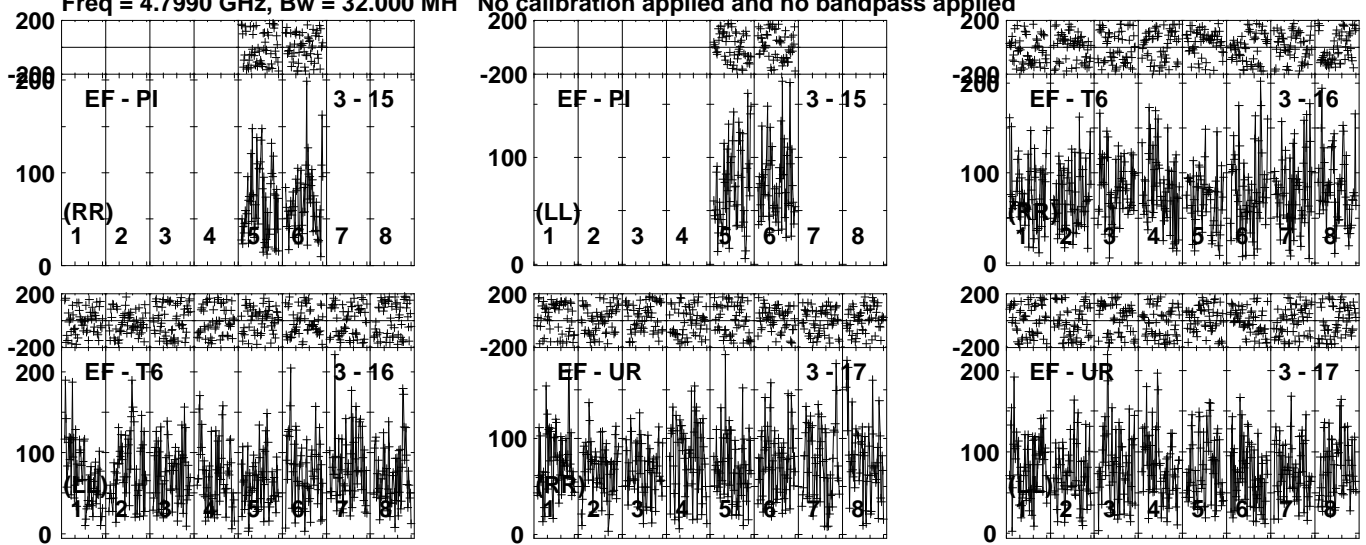 Freq = 4.7990 GHz, Bw = 32.000 MH No calibration applied and no bandpass applied
200
-200
200
100
0
EF - PI 3 - 15
(RR)
1 2 3 4 5 6 7 8
200
-200
100
0
EF - PI 3 - 15
(LL)
1 2 3 4 5 6 7 8
200
-200
200
100
0
EF - T6 3 - 16
(RR)
1 2 3 4 5 6 7 8
200
-200
200
100
0
EF - T6 3 - 16
(LL)
1 2 3 4 5 6 7 8
200
-200
100
0
EF - UR 3 - 17
(RR)
1 2 3 4 5 6 7 8
200
-200
200
100
0
EF - UR 3 - 17
(LL)
1 2 3 4 5 6 7 8